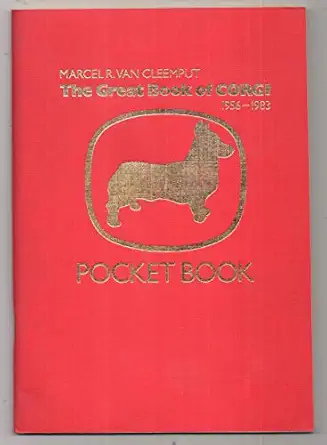 MARCEL R. VAN CLEEMPUT
The Great Book of CORGI
1956–1983
POCKET BOOK